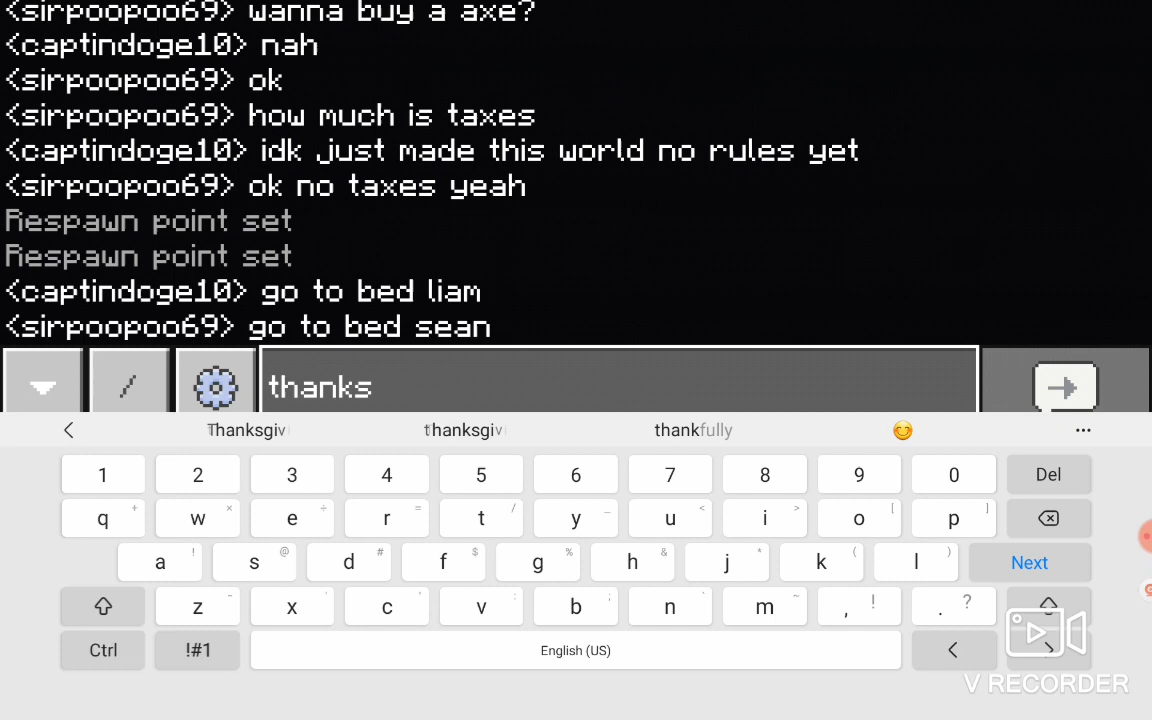 <sirpoopoo69> wanna buy a axe?
<captindoge10> nah
<sirpoopoo69> ok
<sirpoopoo69> how much is taxes
<captindoge10> idk just made this world no rules yet
<sirpoopoo69> ok no taxes yeah
Respawn point set
Respawn point set
<captindoge10> go to bed liam
<sirpoopoo69> go to bed sean
/ thanks
Thanksgiv thanksgiv thankfully
1 2 3 4 5 6 7 8 9 0 Del
q + w × e ÷ r = t / y _ u < i > o [ p ]
a ! s @ d # f $ g % h & j * k ( l ) Next
z - x ' c " v : b ; n ` m ~ , ! . ?
Ctrl !#1 English (US) < >
V RECORDER